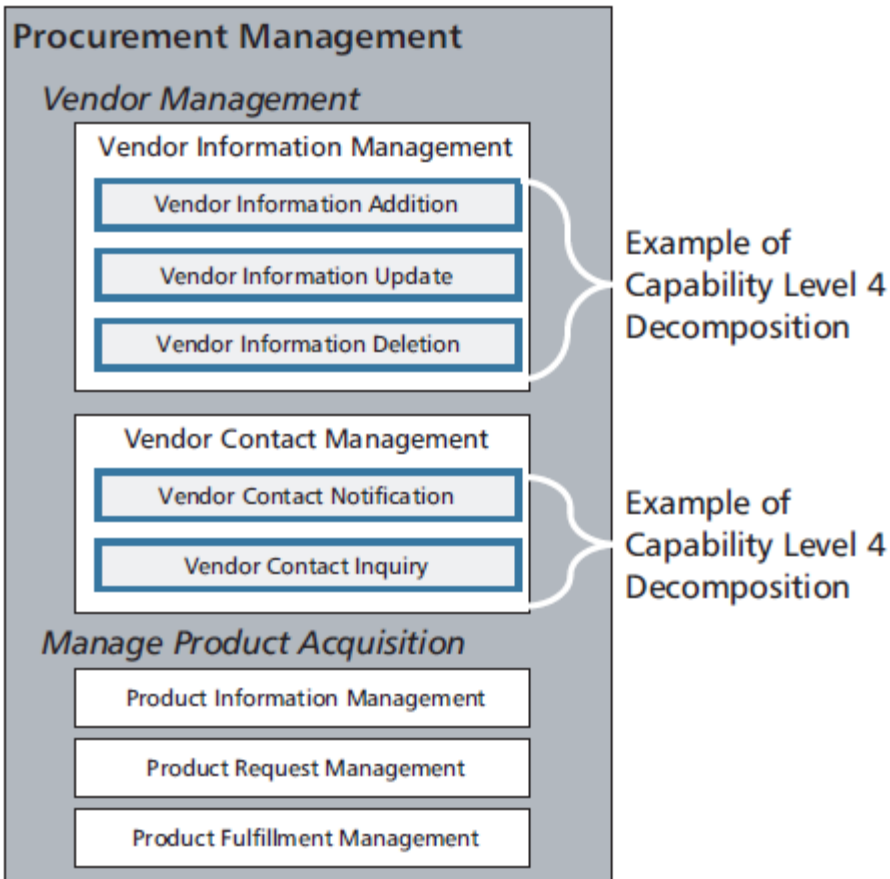 Procurement Management
Vendor Management
Vendor Information Management
Vendor Information Addition
Vendor Information Update
Vendor Information Deletion
Example of
Capability Level 4
Decomposition
Vendor Contact Management
Vendor Contact Notification
Vendor Contact Inquiry
Example of
Capability Level 4
Decomposition
Manage Product Acquisition
Product Information Management
Product Request Management
Product Fulfillment Management